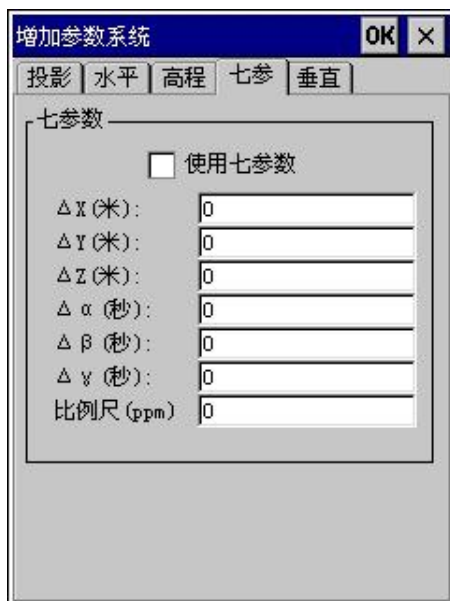 增加参数系统 OK ×
投影 水平 高程 七参 垂直
七参数
使用七参数
ΔX(米): 0
ΔY(米): 0
ΔZ(米): 0
Δα(秒): 0
Δβ(秒): 0
Δγ(秒): 0
比例尺(ppm) 0